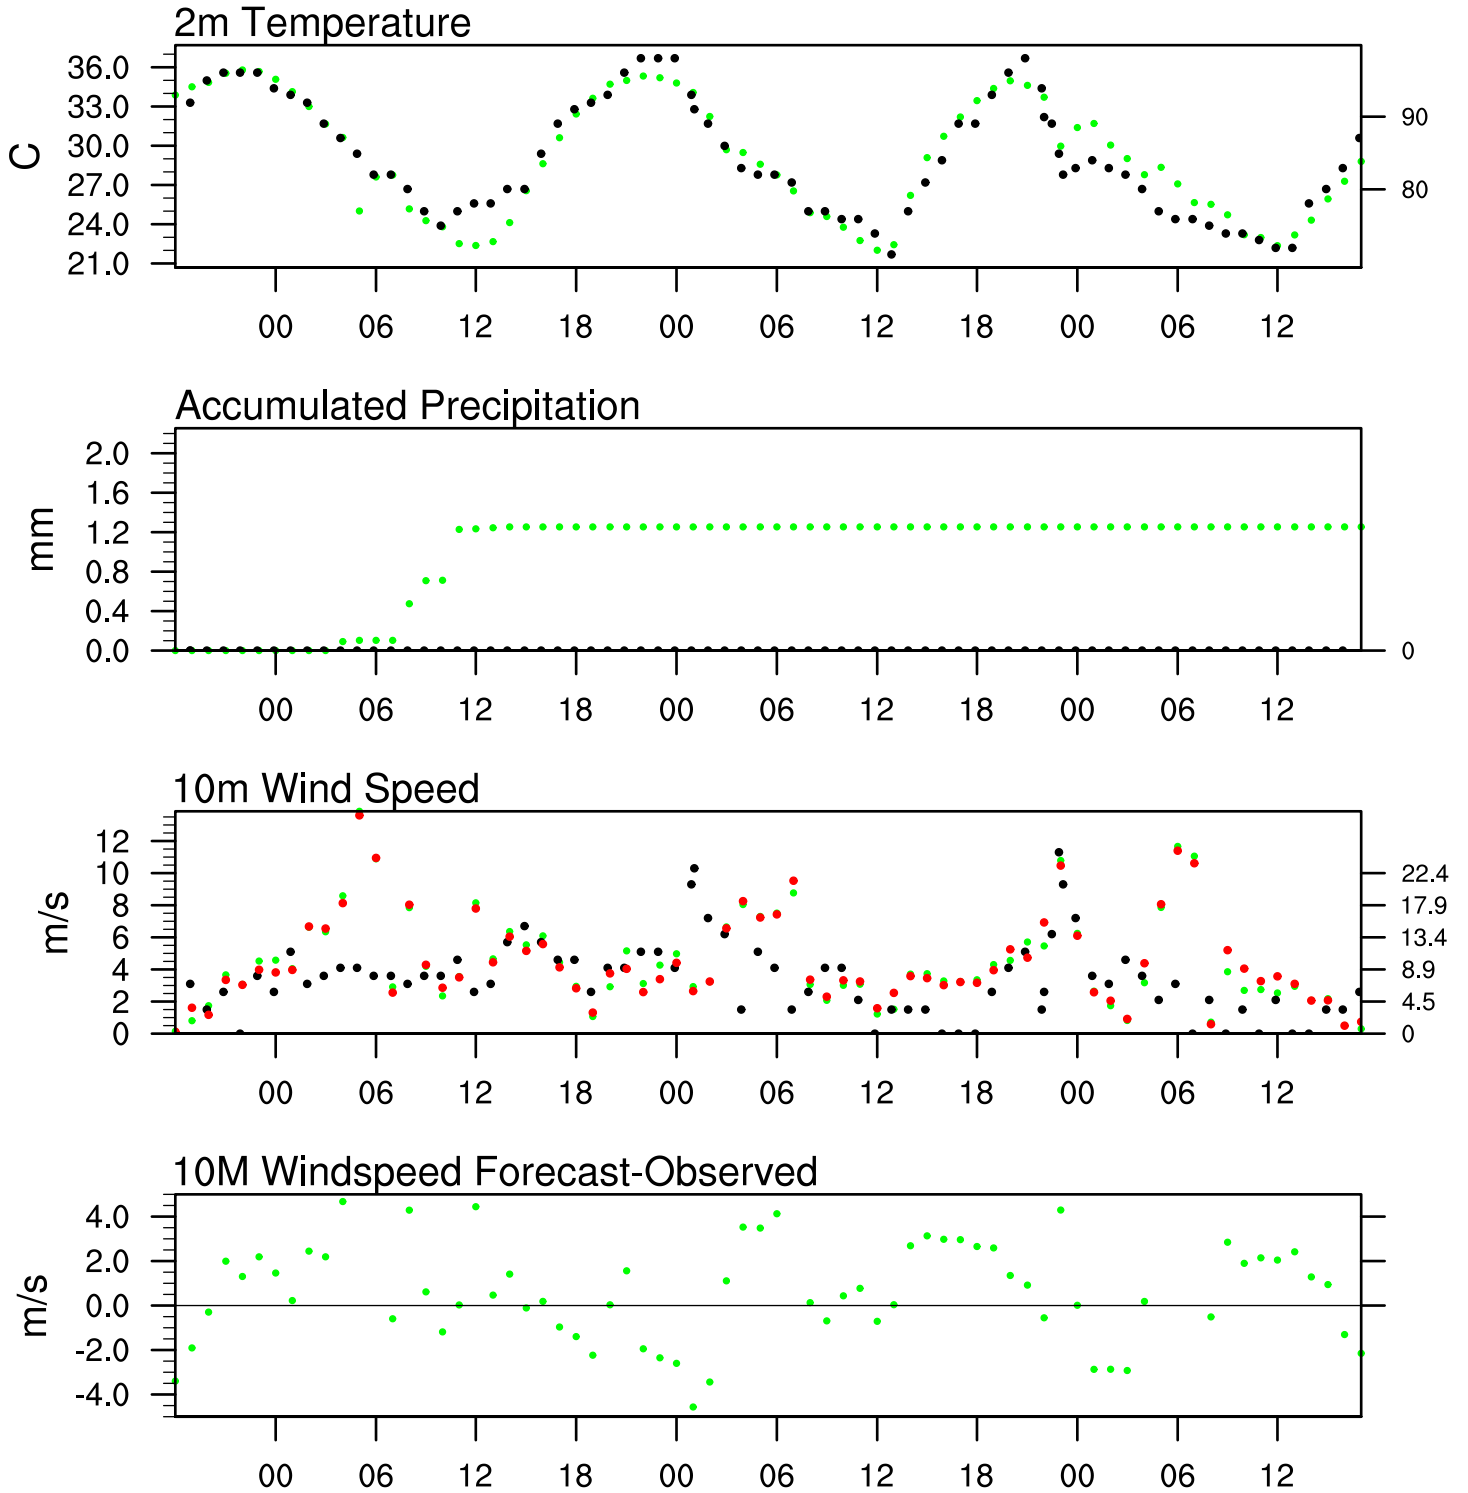 2m Temperature
36.0
33.0
30.0
27.0
24.0
21.0
C
90
80
00 06 12 18 00 06 12 18 00 06 12
Accumulated Precipitation
2.0
1.6
1.2
0.8
0.4
0.0
mm
0
00 06 12 18 00 06 12 18 00 06 12
10m Wind Speed
12
10
8
6
4
2
0
m/s
22.4
17.9
13.4
8.9
4.5
0
00 06 12 18 00 06 12 18 00 06 12
10M Windspeed Forecast-Observed
4.0
2.0
0.0
-2.0
-4.0
m/s
00 06 12 18 00 06 12 18 00 06 12